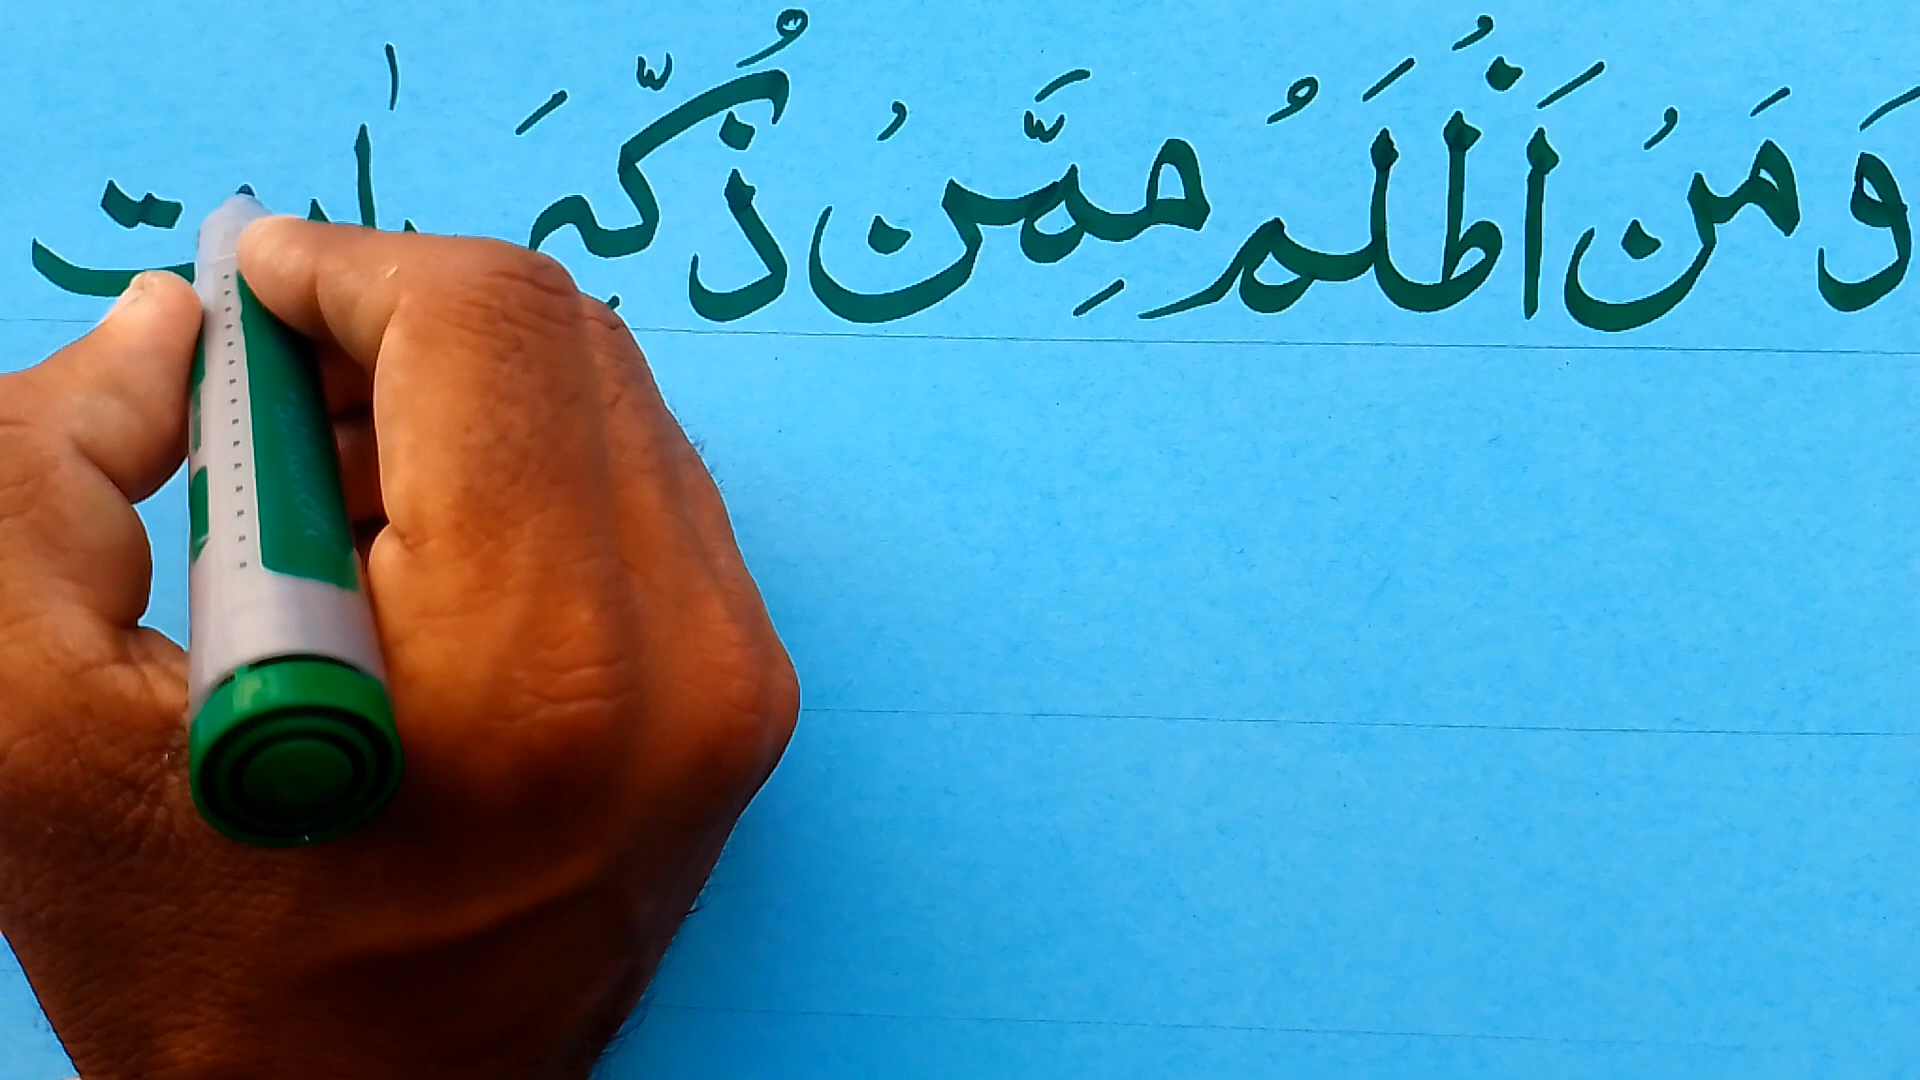 وَمَنْ اَظْلَمُ مِمَّنْ ذُكِّرَ